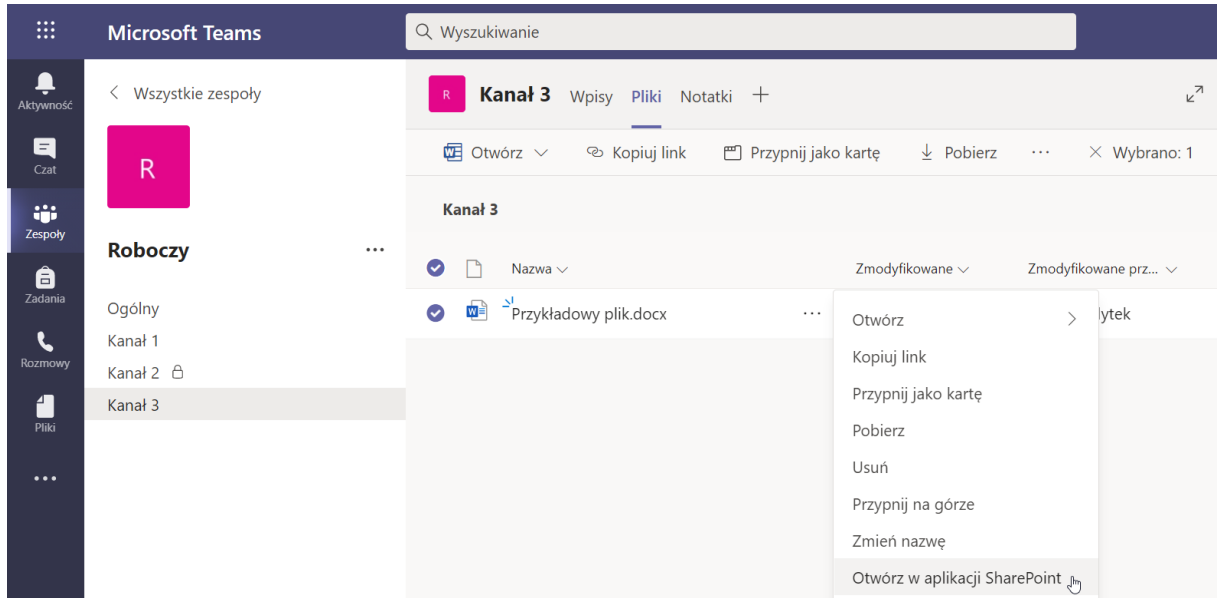 Microsoft Teams
Wyszukiwanie
Aktywność
Czat
Zespoły
Zadania
Rozmowy
Pliki
Wszystkie zespoły
R
Roboczy
Ogólny
Kanał 1
Kanał 2
Kanał 3
R Kanał 3 Wpisy Pliki Notatki
Otwórz Kopiuj link Przypnij jako kartę Pobierz ... Wybrano: 1
Kanał 3
Nazwa Zmodyfikowane Zmodyfikowane prz...
Przykładowy plik.docx ...
Otwórz
Kopiuj link
Przypnij jako kartę
Pobierz
Usuń
Przypnij na górze
Zmień nazwę
Otwórz w aplikacji SharePoint